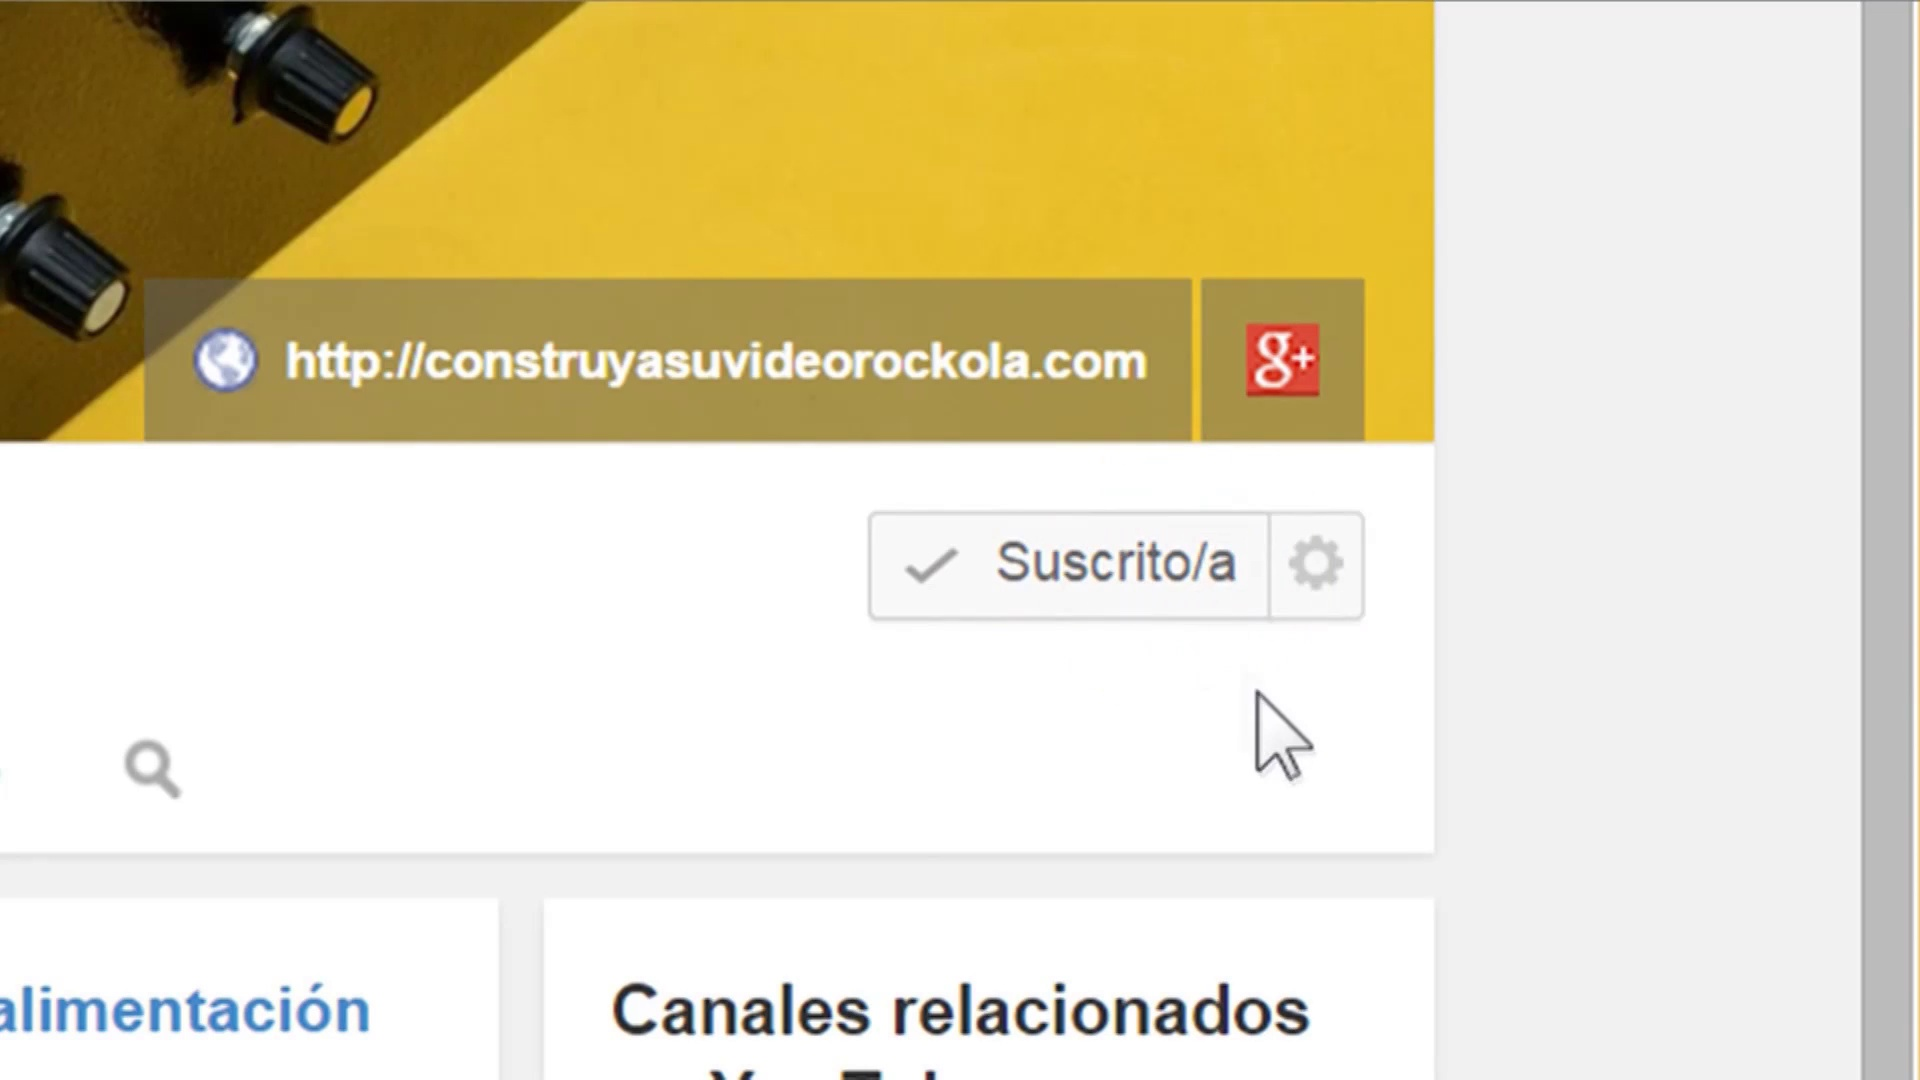 http://construyasuvideorockola.com
g+
Suscrito/a
alimentación
Canales relacionados